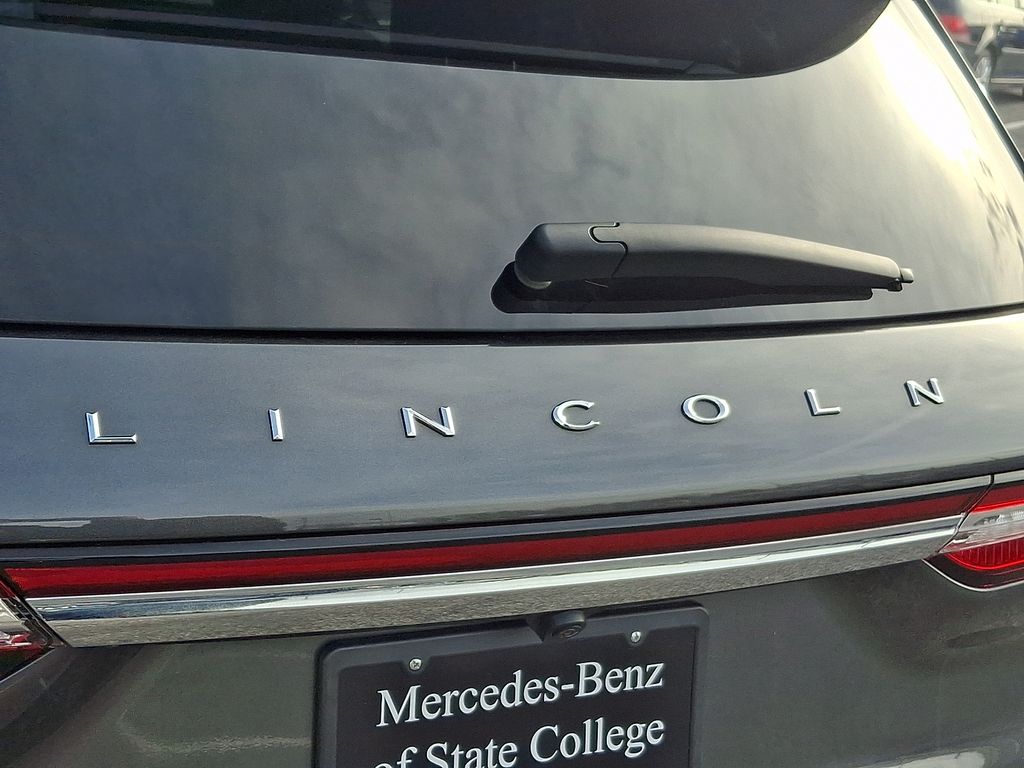 LINCOLN
Mercedes-Benz
of State College